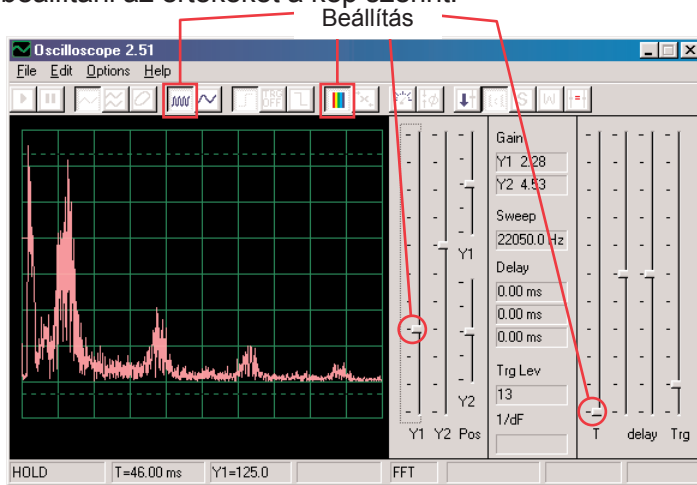 beállítani az értékeket a kép szerint.
Beállítás
Oscilloscope 2.51
File Edit Options Help
TRG OFF
S W
Gain
Y1 2.28
Y2 4.53
Sweep
22050.0 Hz
Delay
0.00 ms
0.00 ms
0.00 ms
Trg Lev
13
1/dF
Y1
Y2
Y1 Y2 Pos
T delay Trg
HOLD T=46.00 ms Y1=125.0 FFT